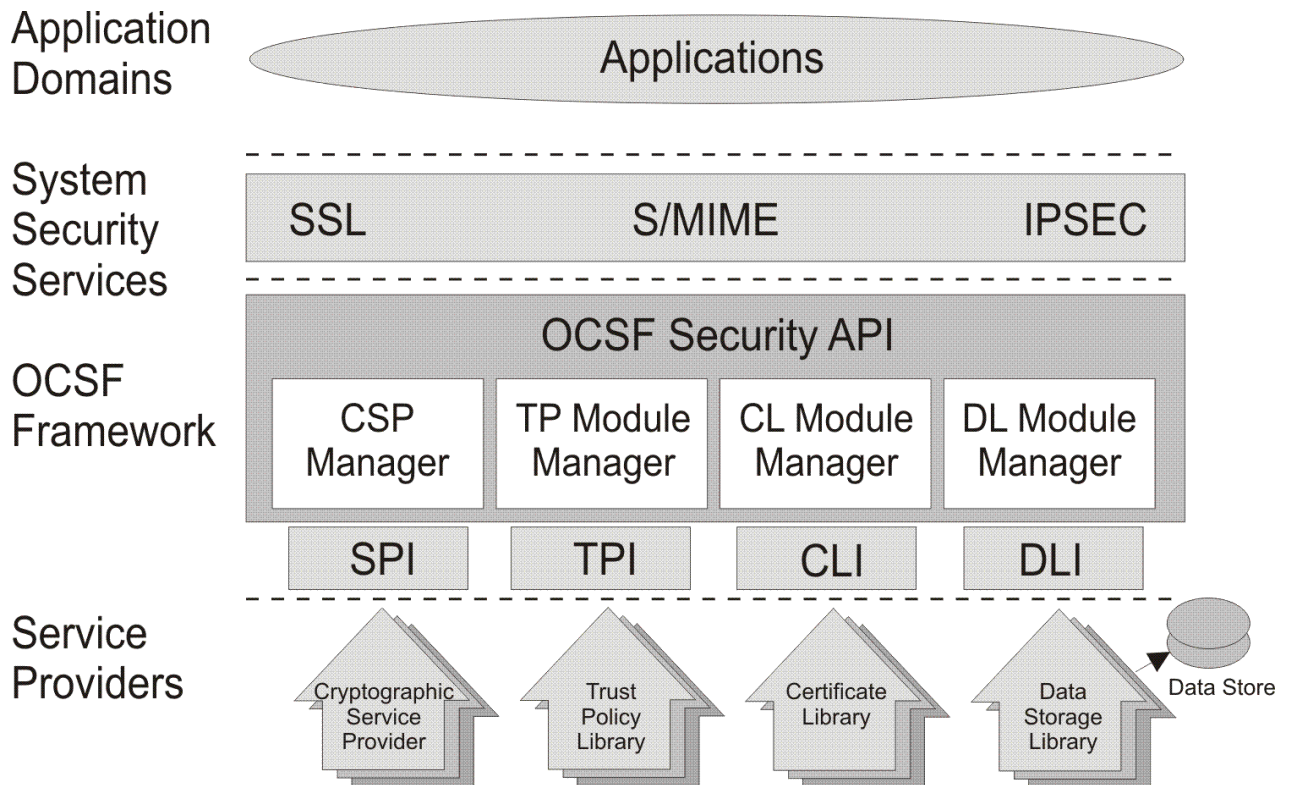 Application
Domains
Applications
System
Security
Services
SSL
S/MIME
IPSEC
OCSF
Framework
OCSF Security API
CSP
Manager
TP Module
Manager
CL Module
Manager
DL Module
Manager
SPI
TPI
CLI
DLI
Service
Providers
Cryptographic
Service
Provider
Trust
Policy
Library
Certificate
Library
Data
Storage
Library
Data Store